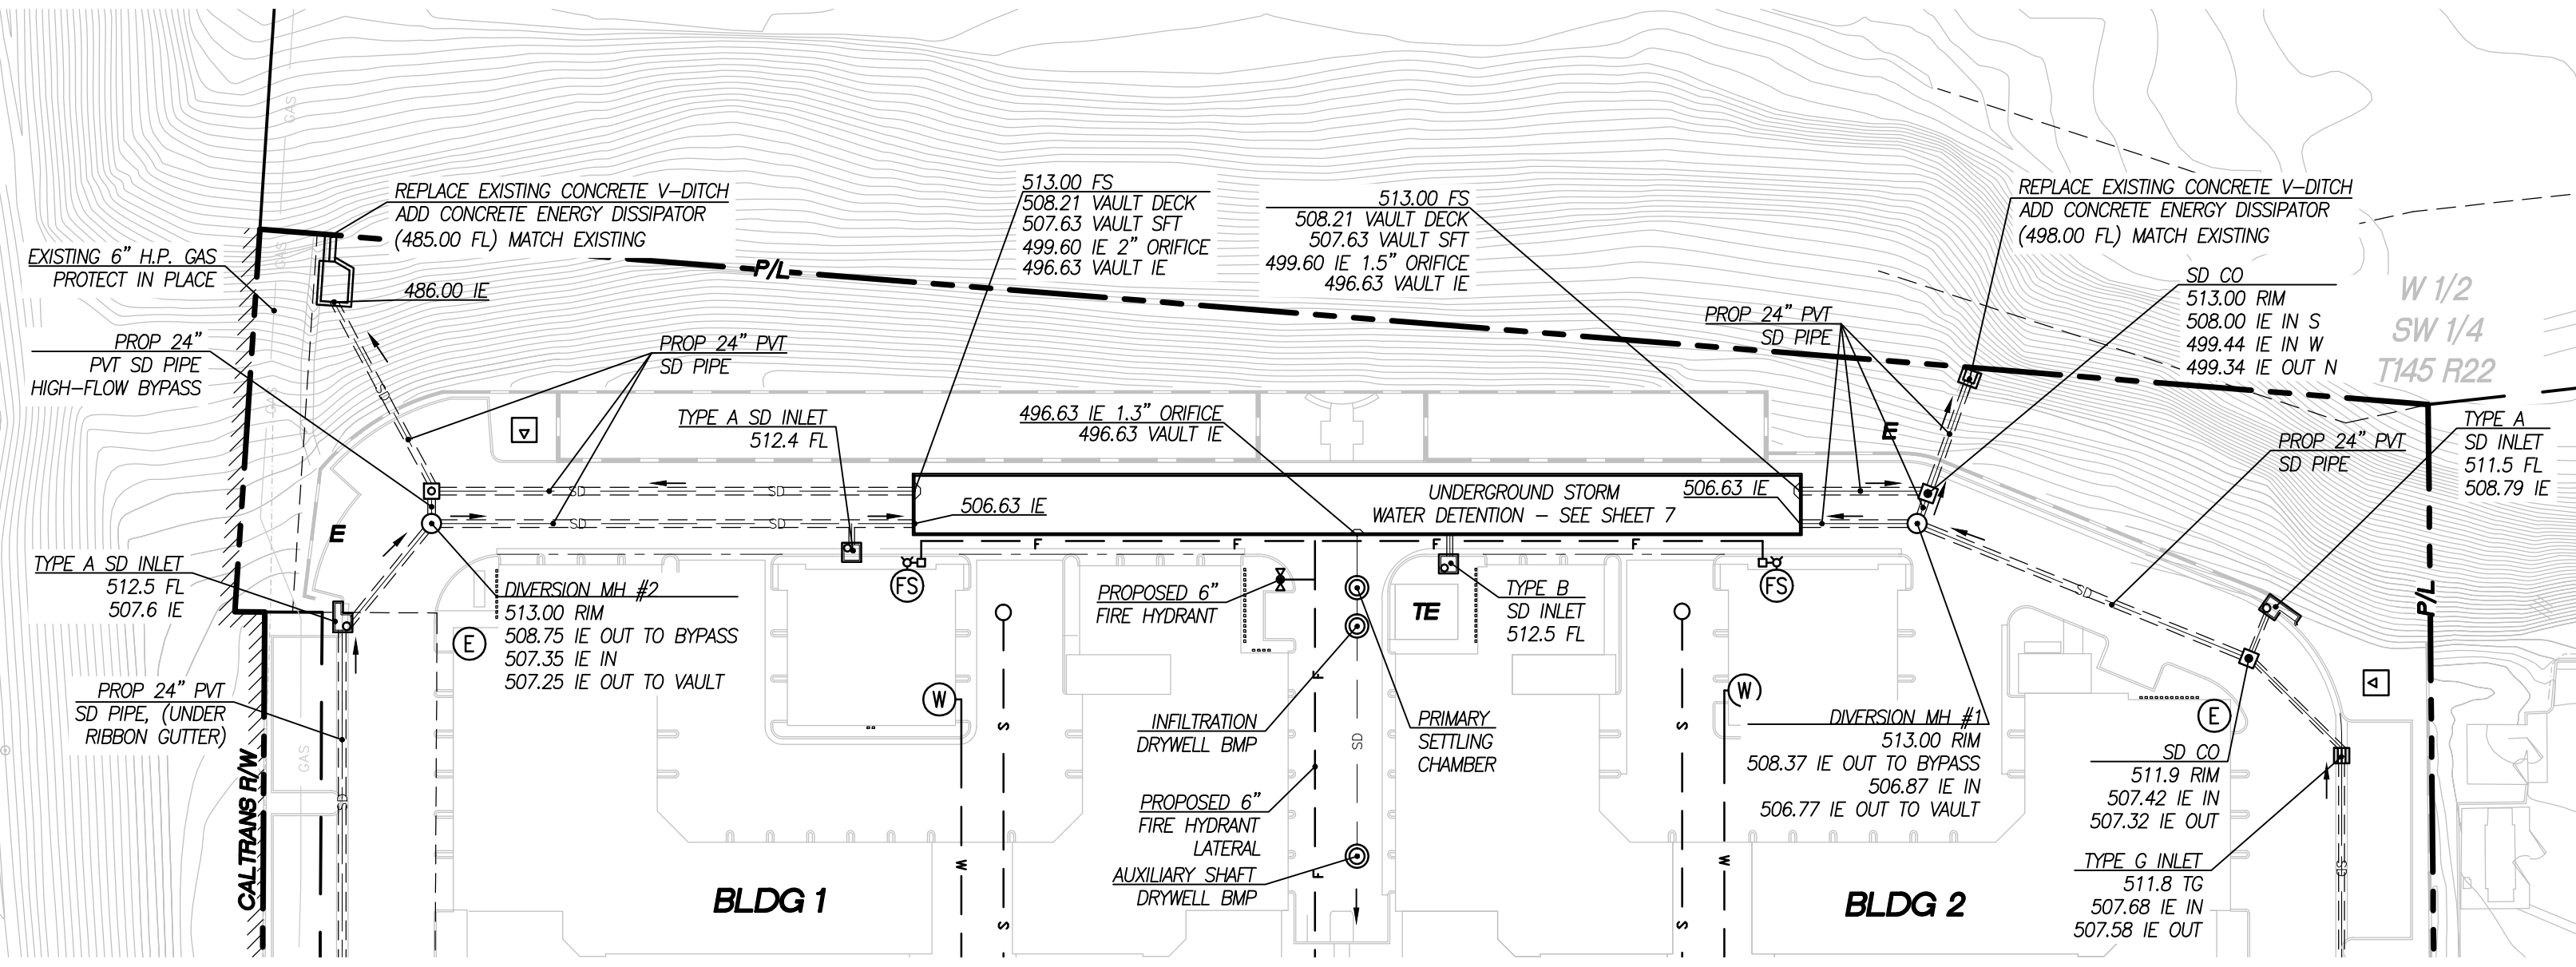 GAS
GAS
GAS
GAS
REPLACE EXISTING CONCRETE V-DITCH
ADD CONCRETE ENERGY DISSIPATOR
(485.00 FL) MATCH EXISTING
EXISTING 6” H.P. GAS
PROTECT IN PLACE
486.00 IE
PROP 24”
PVT SD PIPE
HIGH-FLOW BYPASS
PROP 24” PVT
SD PIPE
P/L
513.00 FS
508.21 VAULT DECK
507.63 VAULT SFT
499.60 IE 2” ORIFICE
496.63 VAULT IE
513.00 FS
508.21 VAULT DECK
507.63 VAULT SFT
499.60 IE 1.5” ORIFICE
496.63 VAULT IE
PROP 24” PVT
SD PIPE
REPLACE EXISTING CONCRETE V-DITCH
ADD CONCRETE ENERGY DISSIPATOR
(498.00 FL) MATCH EXISTING
SD CO
513.00 RIM
508.00 IE IN S
499.44 IE IN W
499.34 IE OUT N
W 1/2
SW 1/4
T145 R22
TYPE A SD INLET
512.4 FL
496.63 IE 1.3” ORIFICE
496.63 VAULT IE
E
PROP 24” PVT
SD PIPE
TYPE A
SD INLET
511.5 FL
508.79 IE
SD
SD
SD
SD
SD
506.63 IE
UNDERGROUND STORM
WATER DETENTION – SEE SHEET 7
506.63 IE
E
F
F
F
F
TYPE A SD INLET
512.5 FL
507.6 IE
DIVERSION MH #2
513.00 RIM
508.75 IE OUT TO BYPASS
507.35 IE IN
507.25 IE OUT TO VAULT
E
FS
PROPOSED 6”
FIRE HYDRANT
TE
TYPE B
SD INLET
512.5 FL
FS
SD
P/L
PROP 24” PVT
SD PIPE, (UNDER
RIBBON GUTTER)
W
S
F
INFILTRATION
DRYWELL BMP
SD
PRIMARY
SETTLING
CHAMBER
S
W
DIVERSION MH #1
513.00 RIM
508.37 IE OUT TO BYPASS
506.87 IE IN
506.77 IE OUT TO VAULT
E
SD CO
511.9 RIM
507.42 IE IN
507.32 IE OUT
CALTRANS R/W
SD
PROPOSED 6”
FIRE HYDRANT
LATERAL
AUXILIARY SHAFT
DRYWELL BMP
F
W
S
W
S
TYPE G INLET
511.8 TG
507.68 IE IN
507.58 IE OUT
SD
BLDG 1
BLDG 2